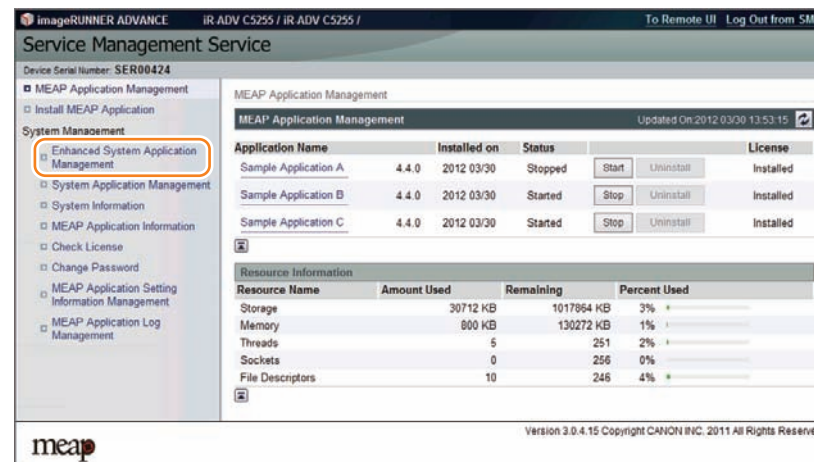 imageRUNNER ADVANCE iR-ADV C5255 / iR-ADV C5255 / To Remote UI Log Out from SM
Service Management Service
Device Serial Number: SER00424
MEAP Application Management
Install MEAP Application
System Management
Enhanced System Application
Management
System Application Management
System Information
MEAP Application Information
Check License
Change Password
MEAP Application Setting
Information Management
MEAP Application Log
Management
MEAP Application Management
MEAP Application Management Updated On:2012 03/30 13:53:15
Application Name Installed on Status License
Sample Application A 4.4.0 2012 03/30 Stopped Start Uninstall Installed
Sample Application B 4.4.0 2012 03/30 Started Stop Uninstall Installed
Sample Application C 4.4.0 2012 03/30 Started Stop Uninstall Installed
Resource Information
Resource Name Amount Used Remaining Percent Used
Storage 30712 KB 1017864 KB 3%
Memory 800 KB 130272 KB 1%
Threads 5 251 2%
Sockets 0 256 0%
File Descriptors 10 246 4%
Version 3.0.4.15 Copyright CANON INC. 2011 All Rights Reserve
meap